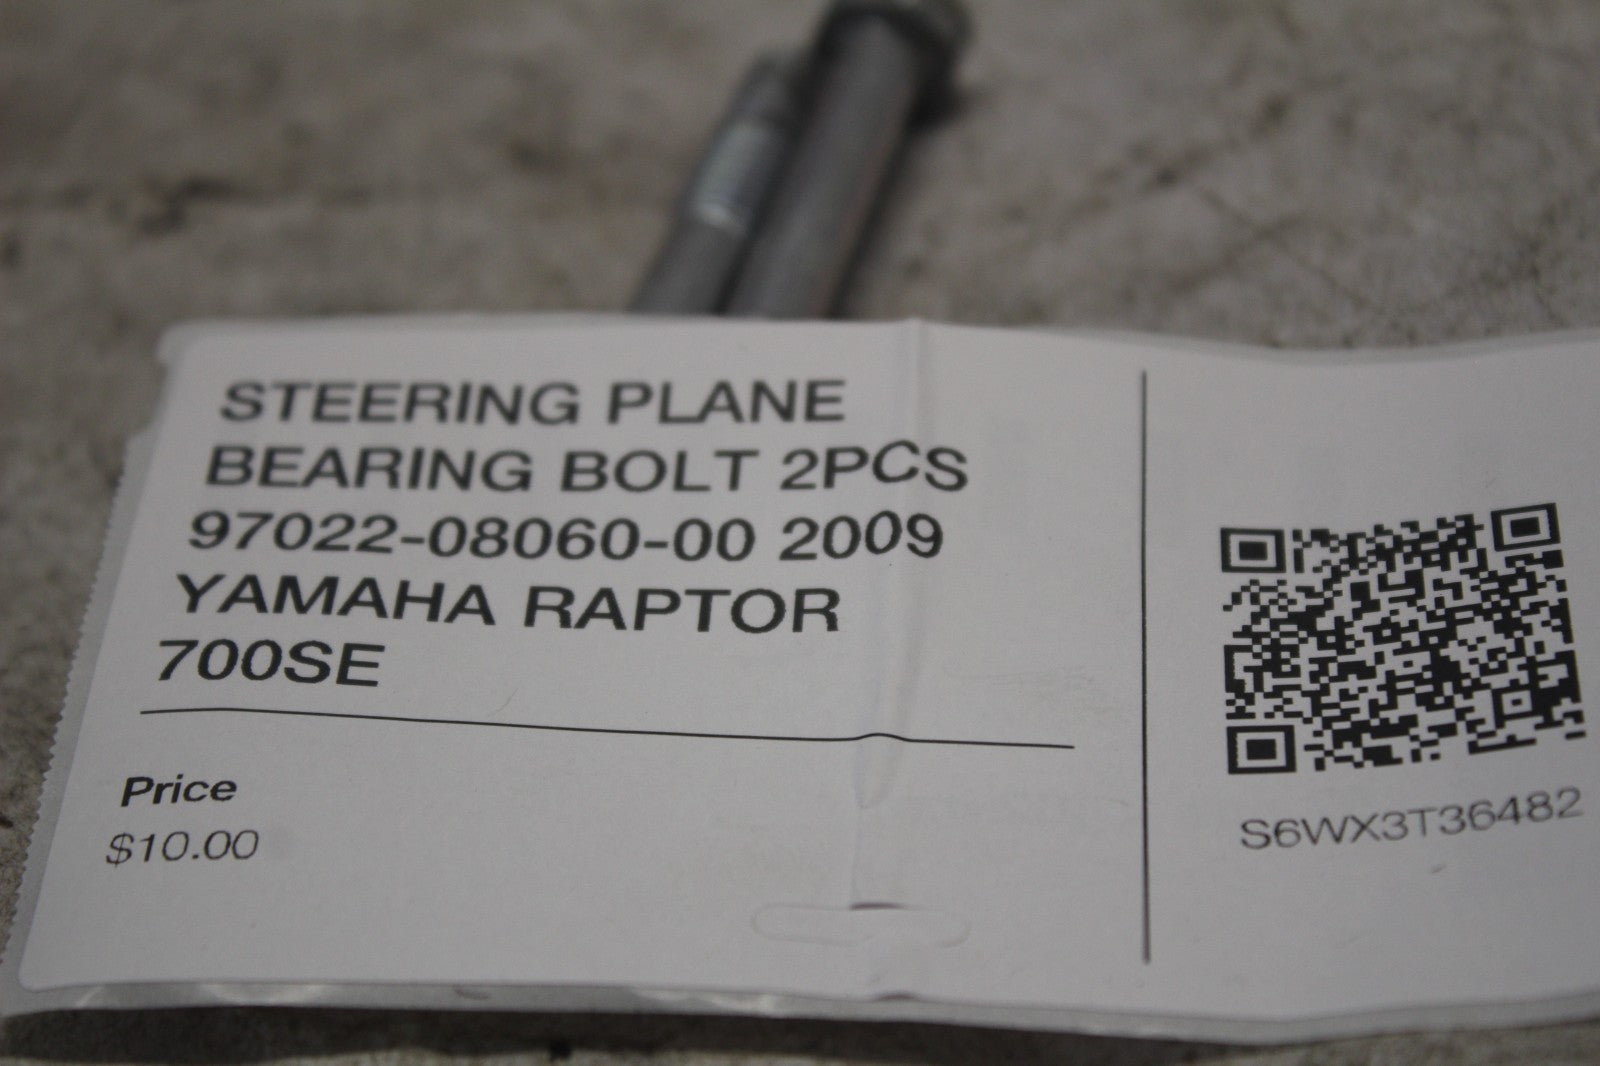 STEERING PLANE
BEARING BOLT 2PCS
97022-08060-00 2009
YAMAHA RAPTOR
700SE
Price
$10.00
S6WX3T36482